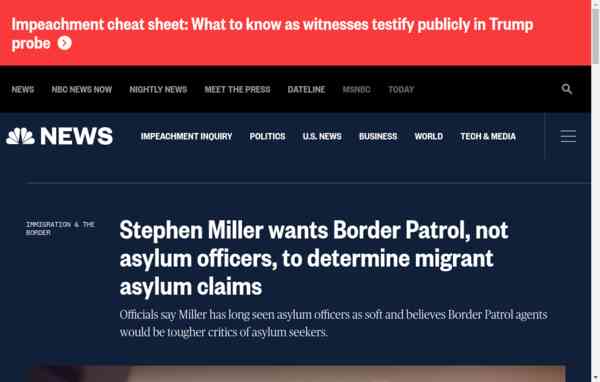 Impeachment cheat sheet: What to know as witnesses testify publicly in Trump
probe
NEWS NBC NEWS NOW NIGHTLY NEWS MEET THE PRESS DATELINE MSNBC TODAY
NEWS IMPEACHMENT INQUIRY POLITICS U.S. NEWS BUSINESS WORLD TECH & MEDIA
IMMIGRATION & THE
BORDER
Stephen Miller wants Border Patrol, not
asylum officers, to determine migrant
asylum claims
Officials say Miller has long seen asylum officers as soft and believes Border Patrol agents
would be tougher critics of asylum seekers.